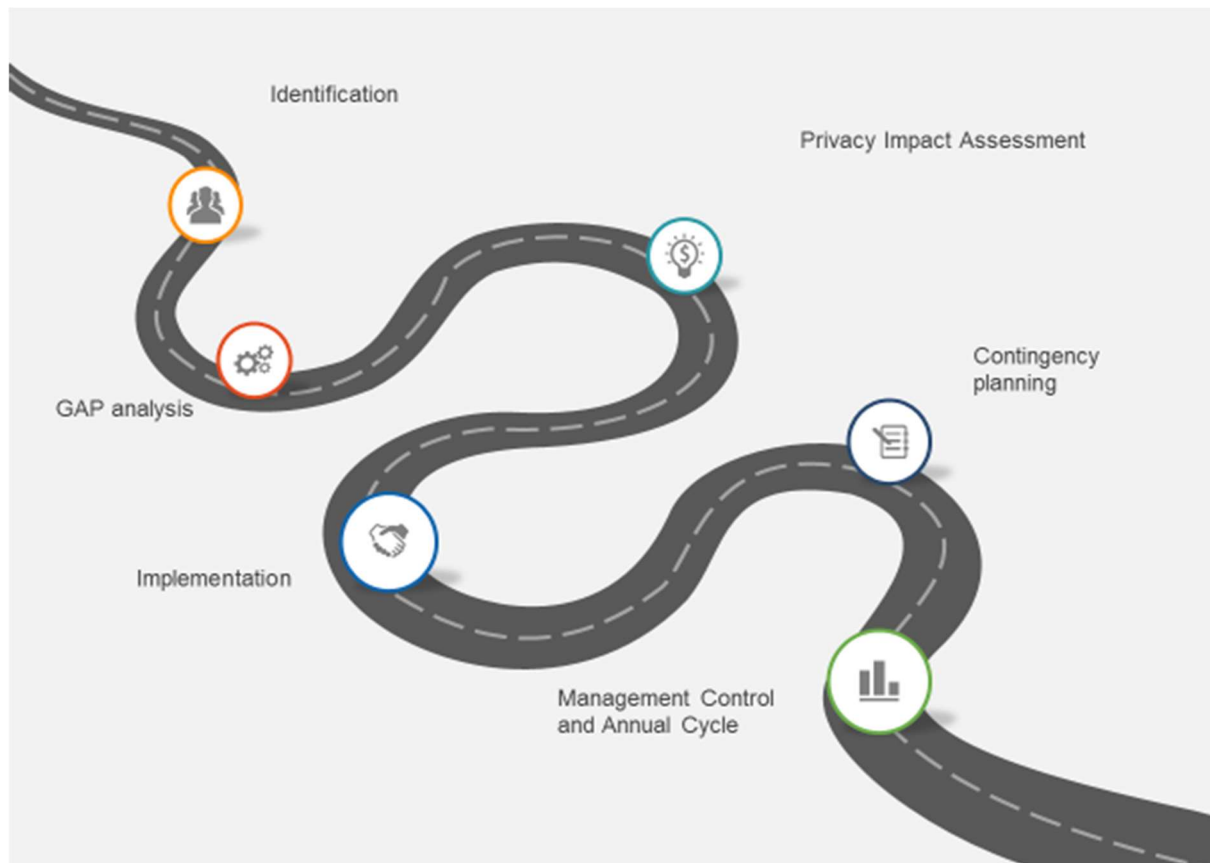 Identification
Privacy Impact Assessment
GAP analysis
Contingency
planning
Implementation
Management Control
and Annual Cycle